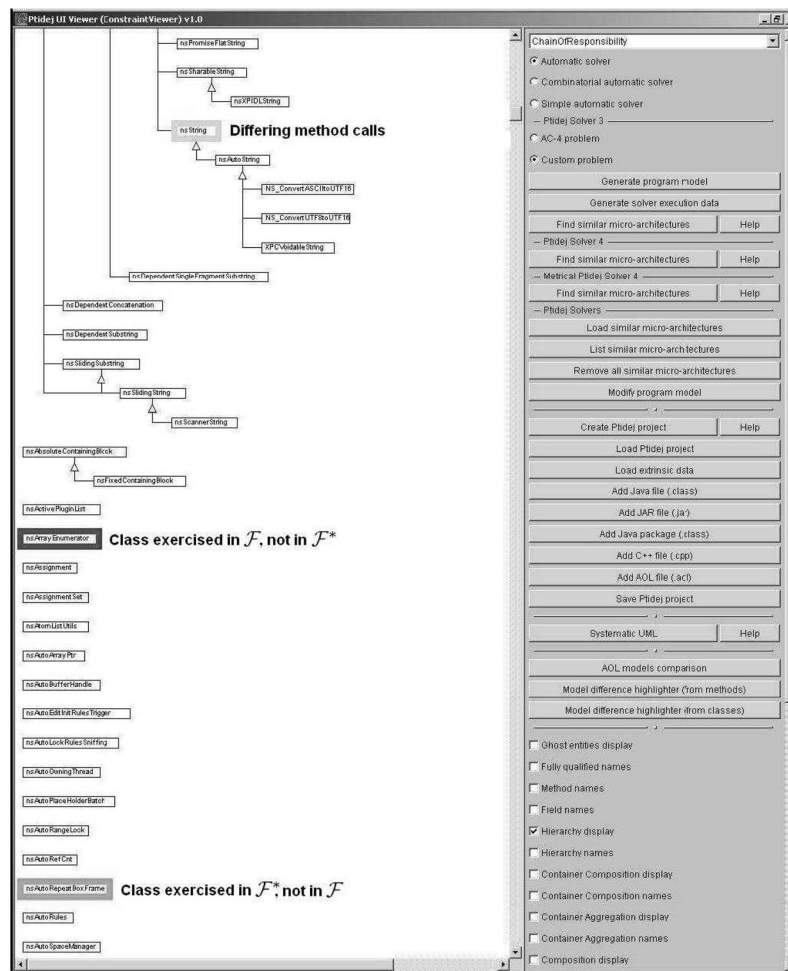 Ptidej UI Viewer (ConstraintViewer) v1.0
nsPromiseFlatString
nsSharableString
nsXPIDLString
nsString
Differing method calls
nsAutoString
NS_ConvertASCIItoUTF16
NS_ConvertUTF8toUTF16
XPCVoidableString
nsDependentSingleFragmentSubstring
nsDependentConcatenation
nsDependentSubstring
nsSlidingSubstring
nsSlidingString
nsScannerString
nsAbsoluteContainingBlock
nsFixedContainingBlock
nsActivePluginList
nsArrayEnumerator
Class exercised in F, not in F*
nsAssignment
nsAssignmentSet
nsAtomListUtils
nsAutoArrayPtr
nsAutoBufferHandle
nsAutoEditInitRulesTrigger
nsAutoLockRulesSniffing
nsAutoOwningThread
nsAutoPlaceHolderBatch
nsAutoRangeLock
nsAutoRefCnt
nsAutoRepeatBoxFrame
Class exercised in F*, not in F
nsAutoRules
nsAutoSpaceManager
ChainOfResponsibility
Automatic solver
Combinatorial automatic solver
Simple automatic solver
Ptidej Solver 3
AC-4 problem
Custom problem
Generate program model
Generate solver execution data
Find similar micro-architectures Help
Ptidej Solver 4
Find similar micro-architectures Help
Metrical Ptidej Solver 4
Find similar micro-architectures Help
Ptidej Solvers
Load similar micro-architectures
List similar micro-architectures
Remove all similar micro-architectures
Modify program model
Create Ptidej project Help
Load Ptidej project
Load extrinsic data
Add Java file (.class)
Add JAR file (.jar)
Add Java package (.class)
Add C++ file (.cpp)
Add AOL file (.acl)
Save Ptidej project
Systematic UML Help
AOL models comparison
Model difference highlighter (from methods)
Model difference highlighter (from classes)
Ghost entities display
Fully qualified names
Method names
Field names
Hierarchy display
Hierarchy names
Container Composition display
Container Composition names
Container Aggregation display
Container Aggregation names
Composition display